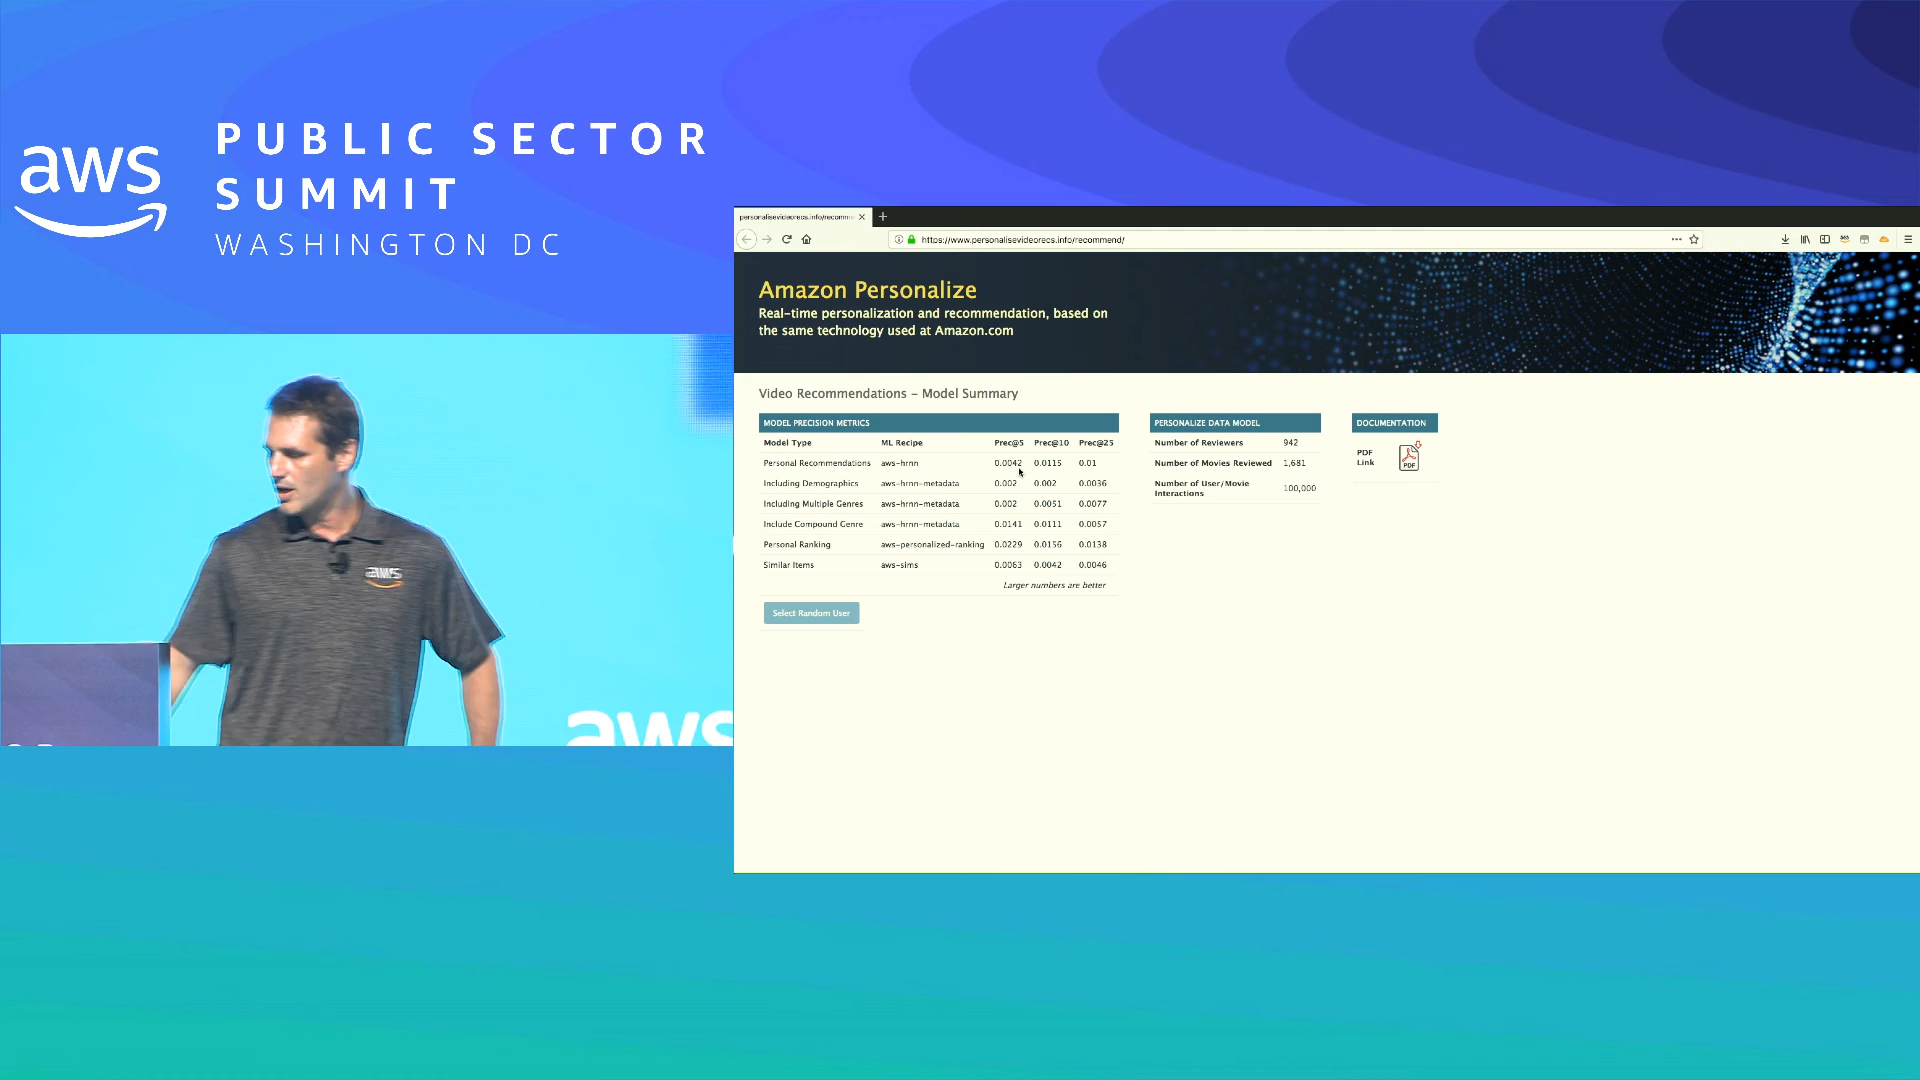 aws
PUBLIC SECTOR
SUMMIT
WASHINGTON DC
personalisevideorecs.info/recomm
https://www.personalisevideorecs.info/recommend/
Amazon Personalize
Real-time personalization and recommendation, based on
the same technology used at Amazon.com
Video Recommendations – Model Summary
MODEL PRECISION METRICS
Model Type ML Recipe Prec@5 Prec@10 Prec@25
Personal Recommendations aws-hrnn 0.0042 0.0115 0.01
Including Demographics aws-hrnn-metadata 0.002 0.002 0.0036
Including Multiple Genres aws-hrnn-metadata 0.002 0.0051 0.0077
Include Compound Genre aws-hrnn-metadata 0.0141 0.0111 0.0057
Personal Ranking aws-personalized-ranking 0.0229 0.0156 0.0138
Similar Items aws-sims 0.0063 0.0042 0.0046
Larger numbers are better
Select Random User
PERSONALIZE DATA MODEL
Number of Reviewers 942
Number of Movies Reviewed 1,681
Number of User/Movie
Interactions 100,000
DOCUMENTATION
PDF
Link
PDF
aws
aws